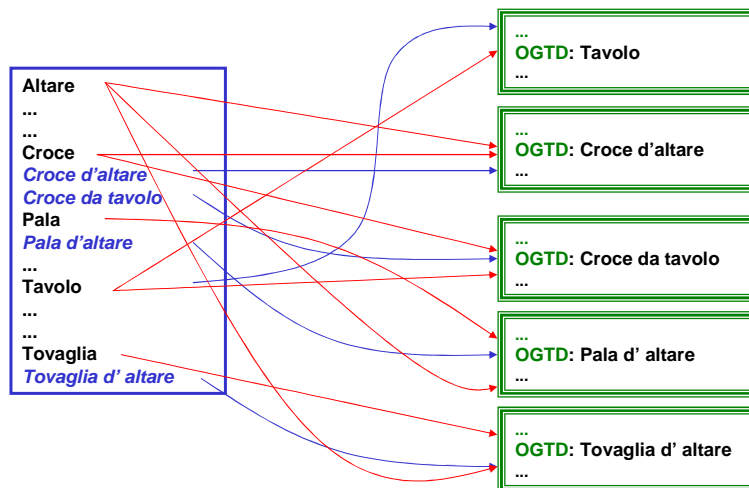 Altare
...
...
Croce
Croce d'altare
Croce da tavolo
Pala
Pala d'altare
...
Tavolo
...
...
Tovaglia
Tovaglia d' altare
...
OGTD: Tavolo
...
...
OGTD: Croce d'altare
...
...
OGTD: Croce da tavolo
...
...
OGTD: Pala d' altare
...
...
OGTD: Tovaglia d' altare
...